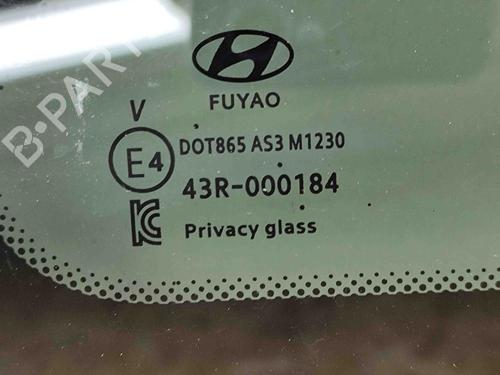 B-PARTS
FUYAO
V
E4
DOT865 AS3 M1230
43R-000184
Privacy glass